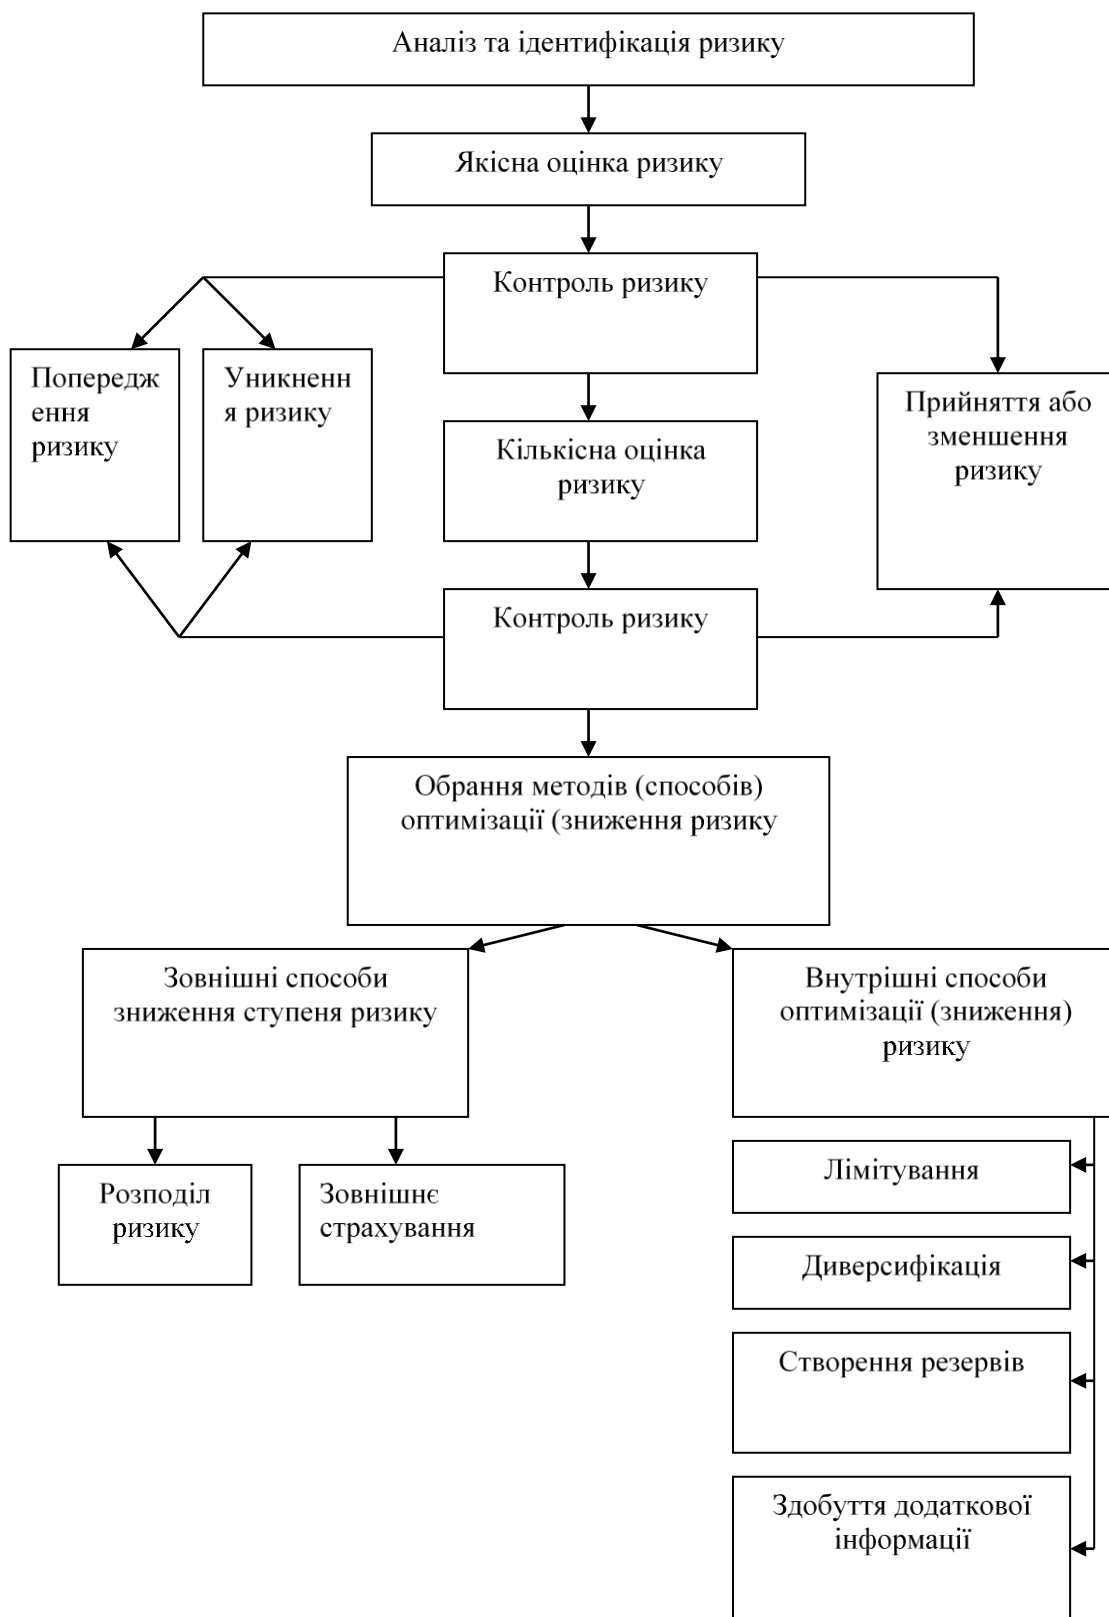 Аналіз та ідентифікація ризику
Якісна оцінка ризику
Контроль ризику
Попередж
ення
ризику
Уникненн
я ризику
Прийняття або
зменшення
ризику
Кількісна оцінка
ризику
Контроль ризику
Обрання методів (способів)
оптимізації (зниження ризику
Зовнішні способи
зниження ступеня ризику
Внутрішні способи
оптимізації (зниження)
ризику
Розподіл
ризику
Зовнішнє
страхування
Лімітування
Диверсифікація
Створення резервів
Здобуття додаткової
інформації